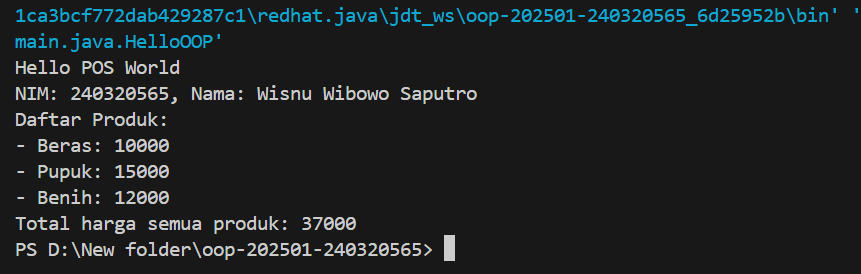 1ca3bcf772dab429287c1\redhat.java\jdt_ws\oop-202501-240320565_6d25952b\bin' '
main.java.HelloOOP'
Hello POS World
NIM: 240320565, Nama: Wisnu Wibowo Saputro
Daftar Produk:
- Beras: 10000
- Pupuk: 15000
- Benih: 12000
Total harga semua produk: 37000
PS D:\New folder\oop-202501-240320565>